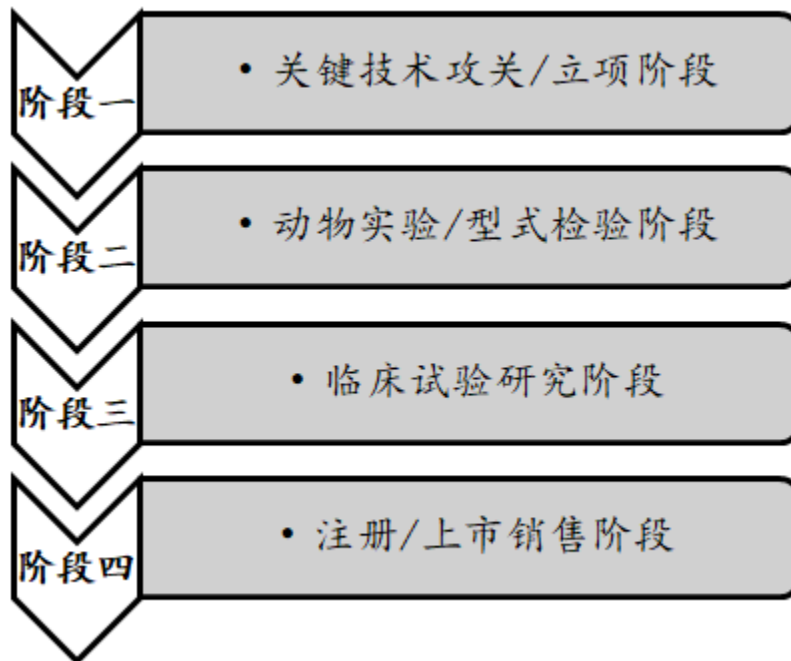 阶段一
• 关键技术攻关/立项阶段
阶段二
• 动物实验/型式检验阶段
阶段三
• 临床试验研究阶段
阶段四
• 注册/上市销售阶段